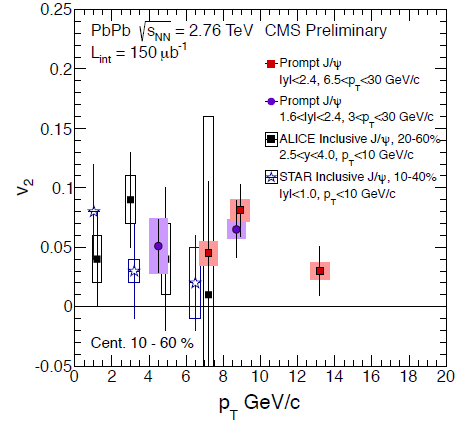 PbPb √sNN = 2.76 TeV CMS Preliminary
Lint = 150 μb-1
Prompt J/ψ
|y|<2.4, 6.5<pT<30 GeV/c
Prompt J/ψ
1.6<|y|<2.4, 3<pT<30 GeV/c
ALICE Inclusive J/ψ, 20-60%
2.5<y<4.0, pT<10 GeV/c
STAR Inclusive J/ψ, 10-40%
|y|<1.0, pT<10 GeV/c
0.25
0.2
0.15
0.1
0.05
0
-0.05
v2
Cent. 10 - 60 %
0 2 4 6 8 10 12 14 16 18 20
pT GeV/c